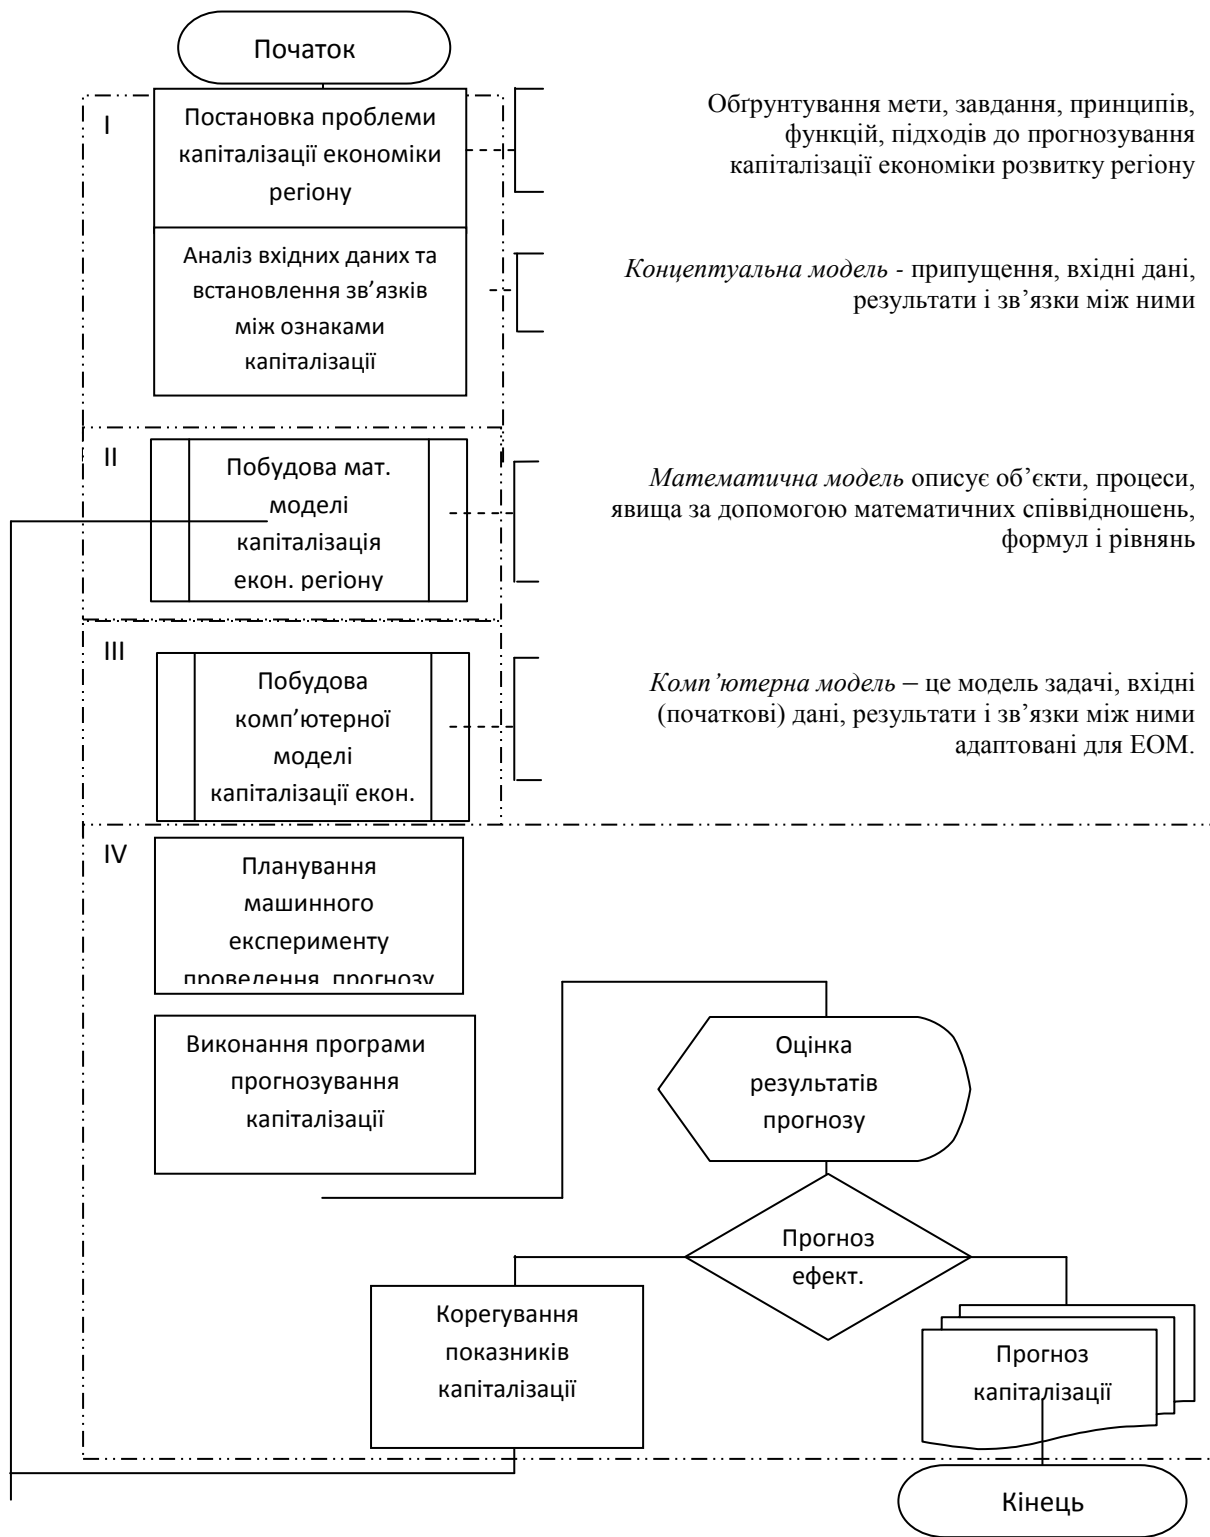 Початок
I
Постановка проблеми
капіталізації економіки
регіону
Обґрунтування мети, завдання, принципів,
функцій, підходів до прогнозування
капіталізації економіки розвитку регіону
Аналіз вхідних даних та
встановлення зв’язків
між ознаками
капіталізації
Концептуальна модель - припущення, вхідні дані,
результати і зв’язки між ними
II
Побудова мат.
моделі
капіталізація
екон. регіону
Математична модель описує об’єкти, процеси,
явища за допомогою математичних співвідношень,
формул і рівнянь
III
Побудова
комп’ютерної
моделі
капіталізації екон.
Комп’ютерна модель – це модель задачі, вхідні
(початкові) дані, результати і зв’язки між ними
адаптовані для ЕОМ.
IV
Планування
машинного
експерименту
проведення прогнозу
Виконання програми
прогнозування
капіталізації
Оцінка
результатів
прогнозу
Прогноз
ефект.
Корегування
показників
капіталізації
Прогноз
капіталізації
Кінець